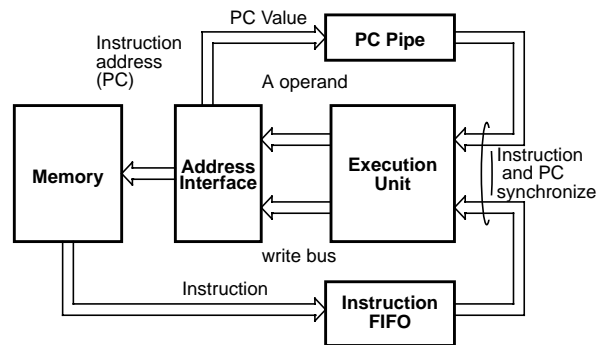 PC Value
Instruction
address
(PC)
PC Pipe
A operand
Memory
Address
Interface
Execution
Unit
Instruction
and PC
synchronize
write bus
Instruction
Instruction
FIFO